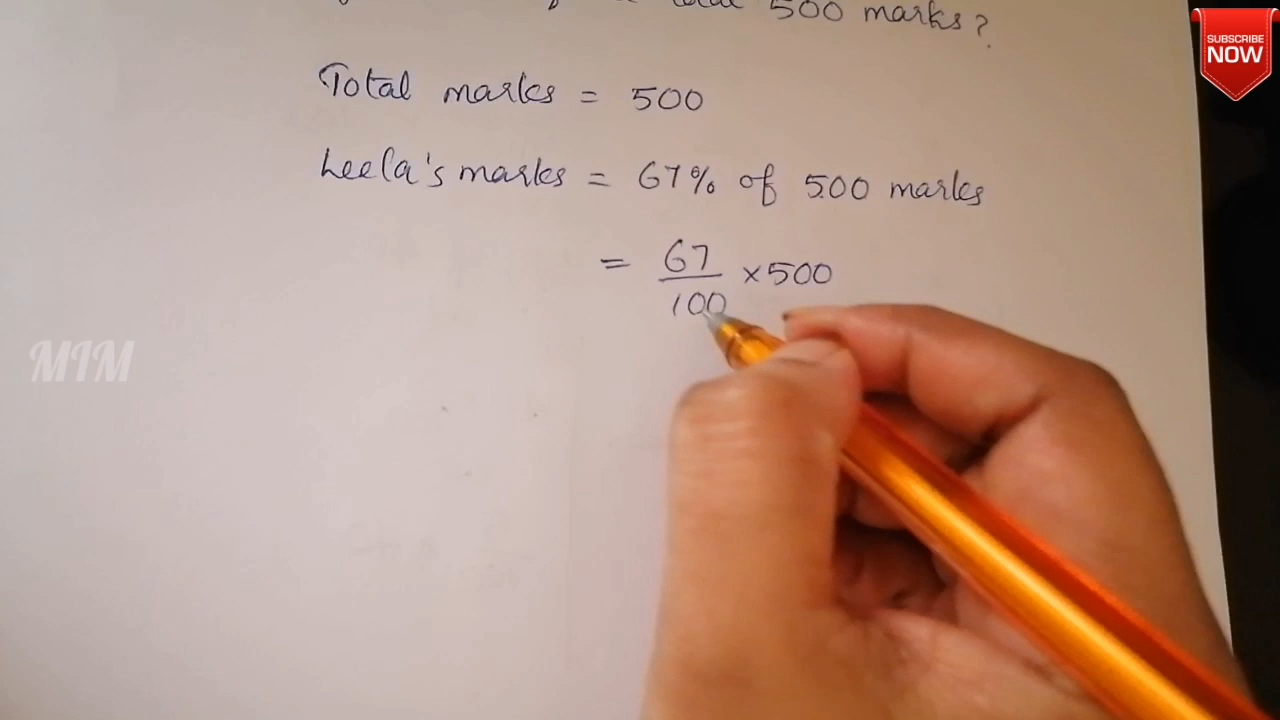 500 marks?
Total marks = 500
Leela's marks = 67% of 500 marks
= 67/100 × 500
SUBSCRIBE
NOW
MIM